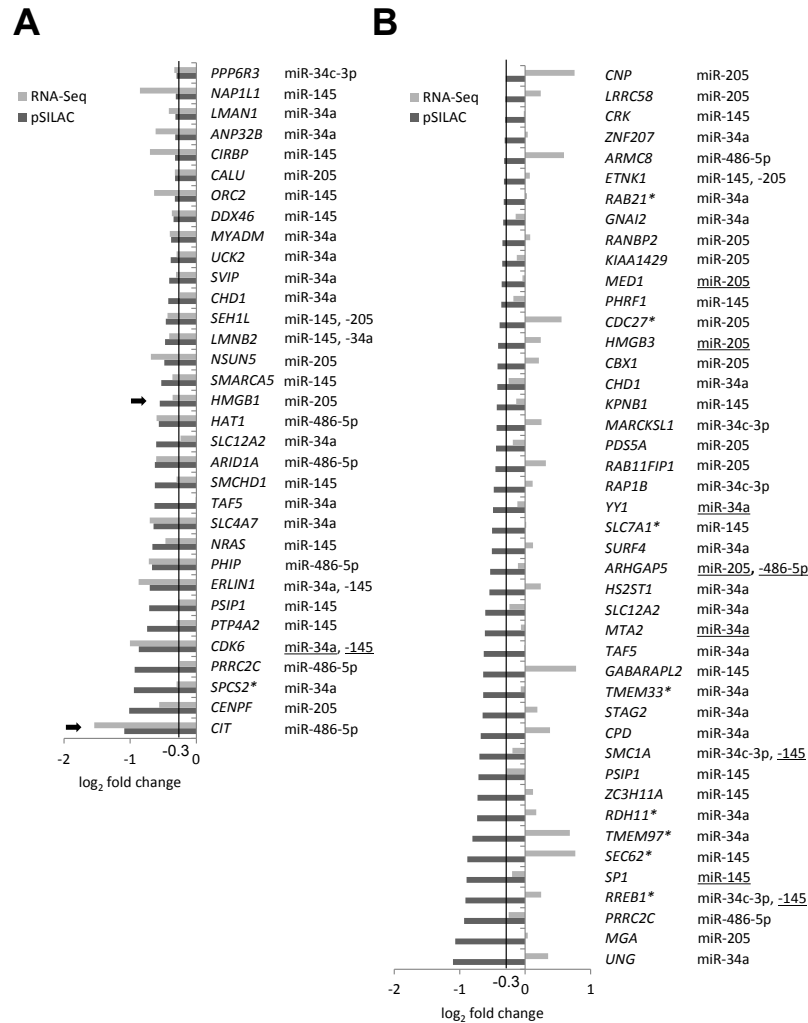 A
RNA-Seq
pSILAC
PPP6R3 miR-34c-3p
NAP1L1 miR-145
LMAN1 miR-34a
ANP32B miR-34a
CIRBP miR-145
CALU miR-205
ORC2 miR-145
DDX46 miR-145
MYADM miR-34a
UCK2 miR-34a
SVIP miR-34a
CHD1 miR-34a
SEH1L miR-145, -205
LMNB2 miR-145, -34a
NSUN5 miR-205
SMARCA5 miR-145
HMGB1 miR-205
HAT1 miR-486-5p
SLC12A2 miR-34a
ARID1A miR-486-5p
SMCHD1 miR-145
TAF5 miR-34a
SLC4A7 miR-34a
NRAS miR-145
PHIP miR-486-5p
ERLIN1 miR-34a, -145
PSIP1 miR-145
PTP4A2 miR-145
CDK6 miR-34a, -145
PRRC2C miR-486-5p
SPCS2* miR-34a
CENPF miR-205
CIT miR-486-5p
-2 -1 -0.3 0
log2 fold change
B
RNA-Seq
pSILAC
CNP miR-205
LRRC58 miR-205
CRK miR-145
ZNF207 miR-34a
ARMC8 miR-486-5p
ETNK1 miR-145, -205
RAB21* miR-34a
GNAI2 miR-34a
RANBP2 miR-205
KIAA1429 miR-205
MED1 miR-205
PHRF1 miR-145
CDC27* miR-205
HMGB3 miR-205
CBX1 miR-205
CHD1 miR-34a
KPNB1 miR-145
MARCKSL1 miR-34c-3p
PDS5A miR-205
RAB11FIP1 miR-205
RAP1B miR-34c-3p
YY1 miR-34a
SLC7A1* miR-145
SURF4 miR-34a
ARHGAP5 miR-205, -486-5p
HS2ST1 miR-34a
SLC12A2 miR-34a
MTA2 miR-34a
TAF5 miR-34a
GABARAPL2 miR-145
TMEM33* miR-34a
STAG2 miR-34a
CPD miR-34a
SMC1A miR-34c-3p, -145
PSIP1 miR-145
ZC3H11A miR-145
RDH11* miR-34a
TMEM97* miR-34a
SEC62* miR-145
SP1 miR-145
RREB1* miR-34c-3p, -145
PRRC2C miR-486-5p
MGA miR-205
UNG miR-34a
-2 -1 -0.3 0 1
log2 fold change